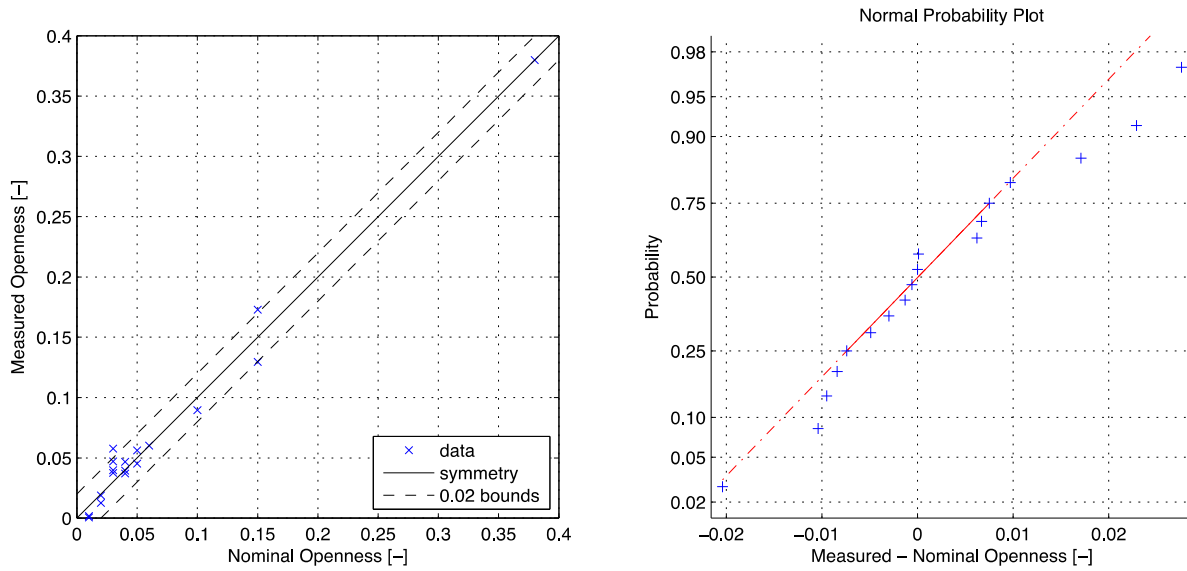 0.4
0.35
0.3
0.25
0.2
0.15
0.1
0.05
0
Measured Openness [−]
0 0.05 0.1 0.15 0.2 0.25 0.3 0.35 0.4
Nominal Openness [−]
data
symmetry
0.02 bounds
Normal Probability Plot
0.98
0.95
0.90
0.75
0.50
0.25
0.10
0.05
0.02
Probability
−0.02 −0.01 0 0.01 0.02
Measured − Nominal Openness [−]